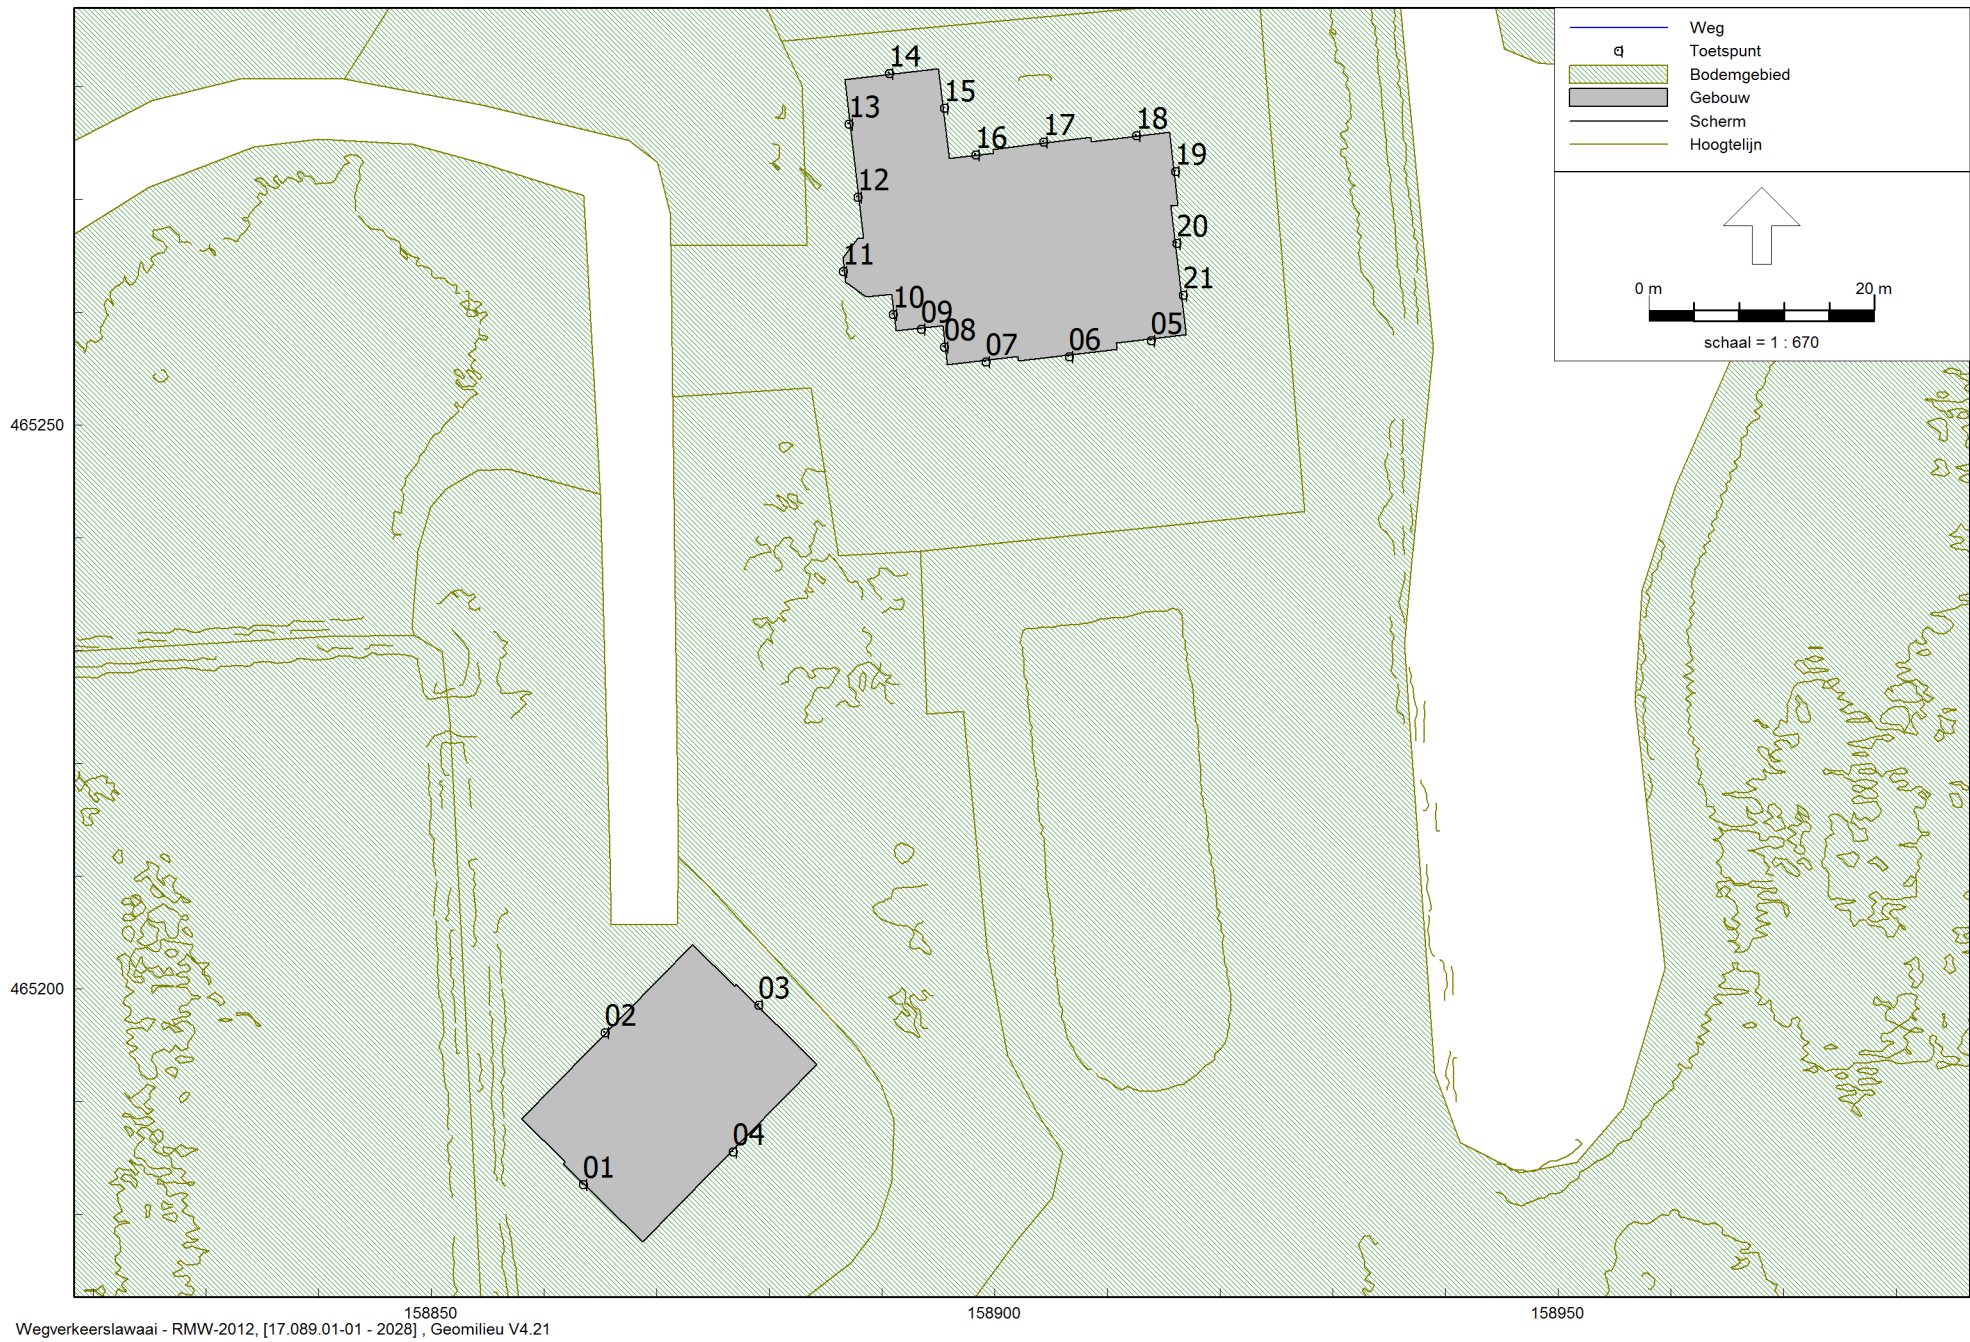 Weg
Toetspunt
Bodemgebied
Gebouw
Scherm
Hoogtelijn
0 m 20 m
schaal = 1 : 670
14
15
13
16
17
18
19
12
20
11
21
10
09
08
07
06
05
465250
465200
03
02
04
01
158850 158900 158950
Wegverkeerslawaai - RMW-2012, [17.089.01-01 - 2028] , Geomilieu V4.21